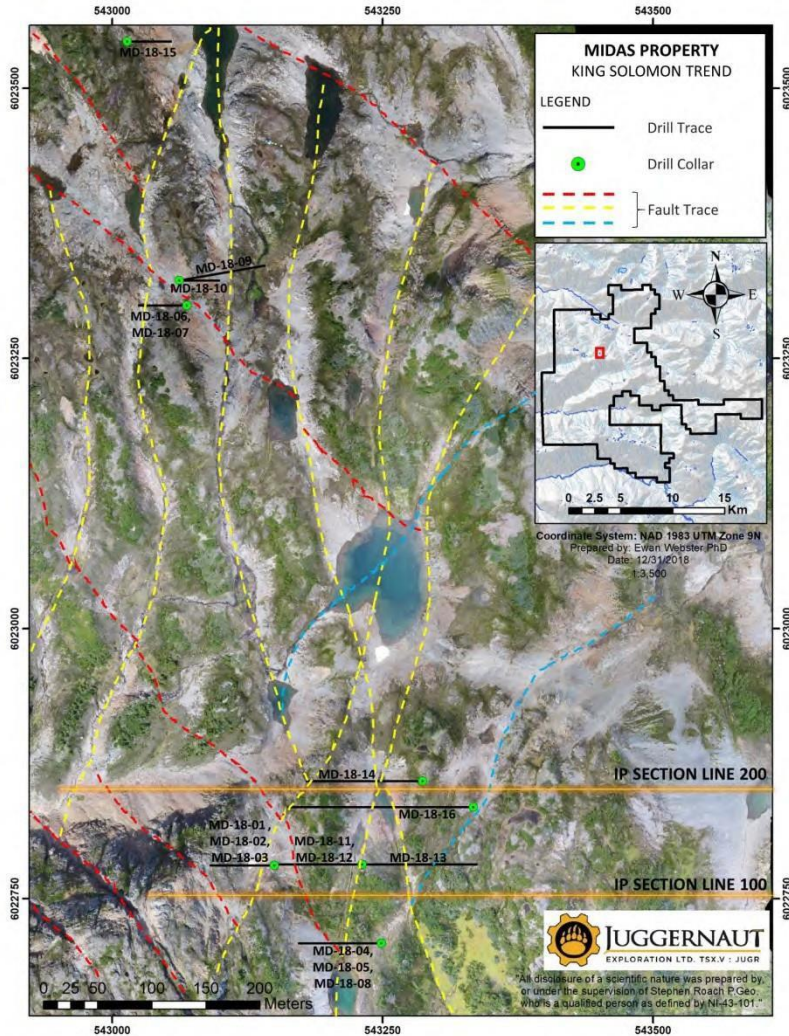 543000
543250
543500
MD-18-15
6023500
6023500
MIDAS PROPERTY
KING SOLOMON TREND
LEGEND
Drill Trace
Drill Collar
Fault Trace
MD-18-09
MD-18-10
MD-18-06,
MD-18-07
N
W
E
S
6023250
6023250
0 2.5 5 10 15
Km
Coordinate System: NAD 1983 UTM Zone 9N
Prepared by: Ewan Webster PhD
Date: 12/31/2018
1:3,500
6023000
6023000
MD-18-14
IP SECTION LINE 200
MD-18-16
MD-18-01 ,
MD-18-02,
MD-18-03
MD-18-11,
MD-18-12
MD-18-13
IP SECTION LINE 100
6022750
6022750
MD-18-04,
MD-18-05,
MD-18-08
JUGGERNAUT
EXPLORATION LTD. TSX.V : JUGR
"All disclosure of a scientific nature was prepared by,
or under the supervision of Stephen Roach P.Geo,
who is a qualified person as defined by NI-43-101."
0 25 50 100 150 200
Meters
543000
543250
543500